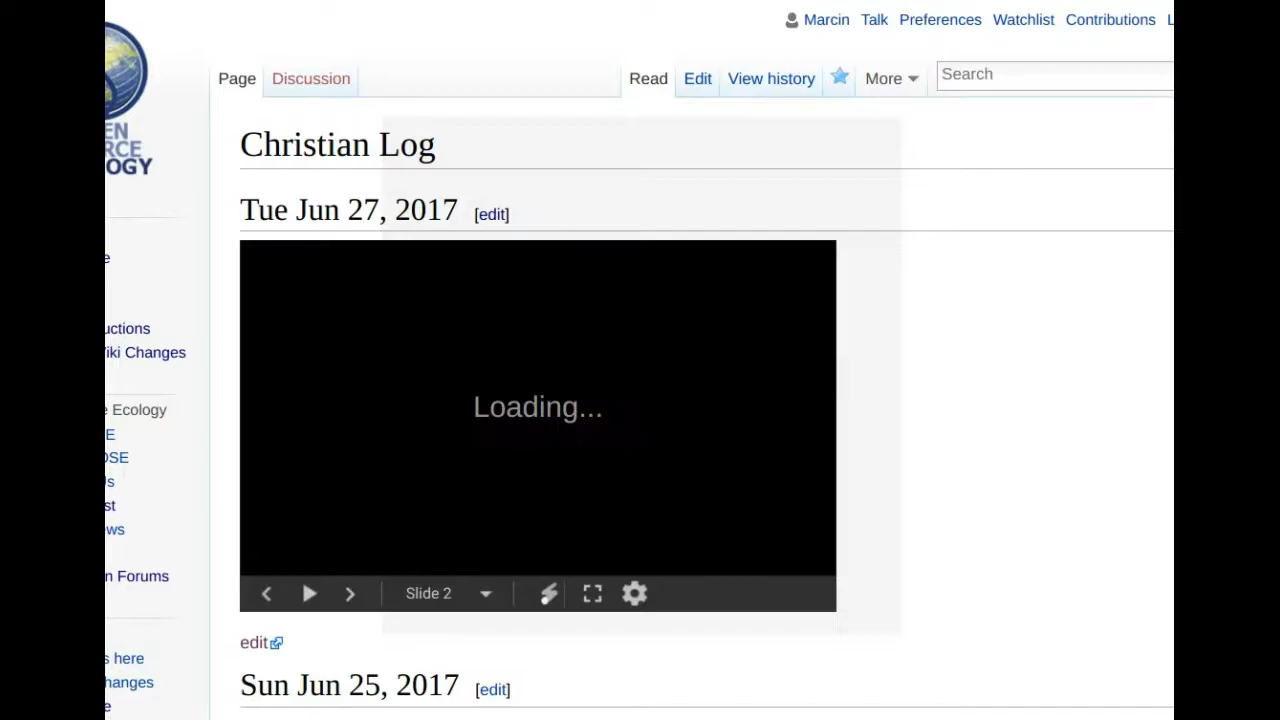 Marcin Talk Preferences Watchlist Contributions L
Page Discussion Read Edit View history More Search
EN
RCE
OGY
Christian Log
Tue Jun 27, 2017 [edit]
Loading...
Slide 2
edit
Sun Jun 25, 2017 [edit]
e
uctions
iki Changes
e Ecology
E
OSE
s
st
ws
n Forums
s here
hanges
e